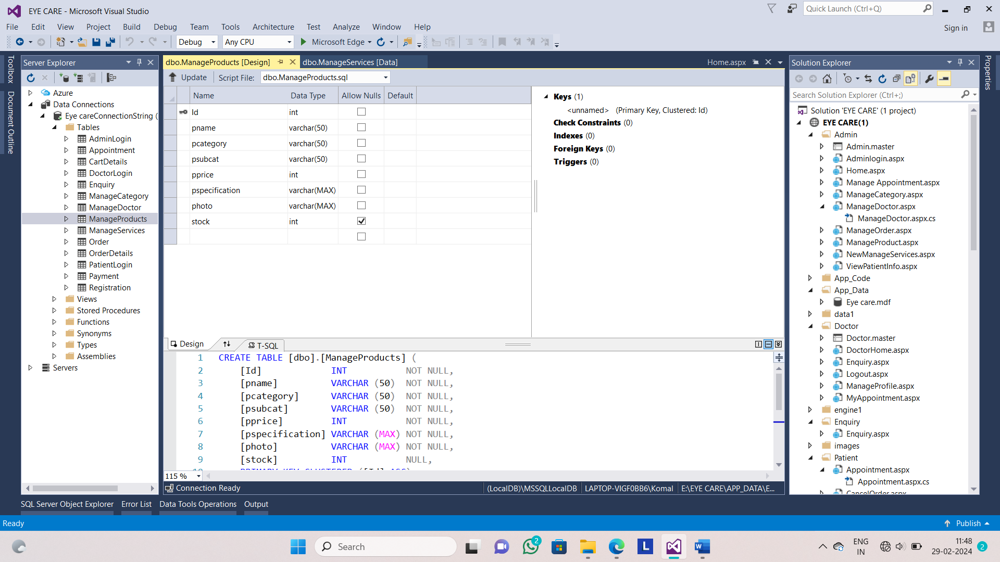 EYE CARE - Microsoft Visual Studio
Quick Launch (Ctrl+Q)
File Edit View Project Build Debug Team Tools Architecture Test Analyze Window Help
Sign in
Debug Any CPU Microsoft Edge
Toolbox
Document Outline
Server Explorer
Azure
Data Connections
Eye careConnectionString (
Tables
AdminLogin
Appointment
CartDetails
DoctorLogin
Enquiry
ManageCategory
ManageDoctor
ManageProducts
ManageServices
Order
OrderDetails
PatientLogin
Payment
Registration
Views
Stored Procedures
Functions
Synonyms
Types
Assemblies
Servers
dbo.ManageProducts [Design] dbo.ManageServices [Data] Home.aspx
Update Script File: dbo.ManageProducts.sql
Name Data Type Allow Nulls Default
Id int
pname varchar(50)
pcategory varchar(50)
psubcat varchar(50)
pprice int
pspecification varchar(MAX)
photo varchar(MAX)
stock int
Keys (1)
<unnamed> (Primary Key, Clustered: Id)
Check Constraints (0)
Indexes (0)
Foreign Keys (0)
Triggers (0)
Design T-SQL
1 CREATE TABLE [dbo].[ManageProducts] (
2 [Id] INT NOT NULL,
3 [pname] VARCHAR (50) NOT NULL,
4 [pcategory] VARCHAR (50) NOT NULL,
5 [psubcat] VARCHAR (50) NOT NULL,
6 [pprice] INT NOT NULL,
7 [pspecification] VARCHAR (MAX) NOT NULL,
8 [photo] VARCHAR (MAX) NOT NULL,
9 [stock] INT NULL,
10 PRIMARY KEY CLUSTERED ([Id] ASC)
115 %
Connection Ready (LocalDB)\MSSQLLocalDB LAPTOP-VIGF0BB6\Komal E:\EYE CARE\APP_DATA\E...
Solution Explorer
Search Solution Explorer (Ctrl+;)
Solution 'EYE CARE' (1 project)
EYE CARE(1)
Admin
Admin.master
Adminlogin.aspx
Home.aspx
Manage Appointment.aspx
ManageCategory.aspx
ManageDoctor.aspx
ManageDoctor.aspx.cs
ManageOrder.aspx
ManageProduct.aspx
NewManageServices.aspx
ViewPatientInfo.aspx
App_Code
App_Data
Eye care.mdf
data1
Doctor
Doctor.master
DoctorHome.aspx
Enquiry.aspx
Logout.aspx
ManageProfile.aspx
MyAppointment.aspx
engine1
Enquiry
Enquiry.aspx
images
Patient
Appointment.aspx
Appointment.aspx.cs
CancelOrder.aspx
Properties
SQL Server Object Explorer Error List Data Tools Operations Output
Ready Publish
Search
2
L
W
ENG
IN
11:48
29-02-2024
2